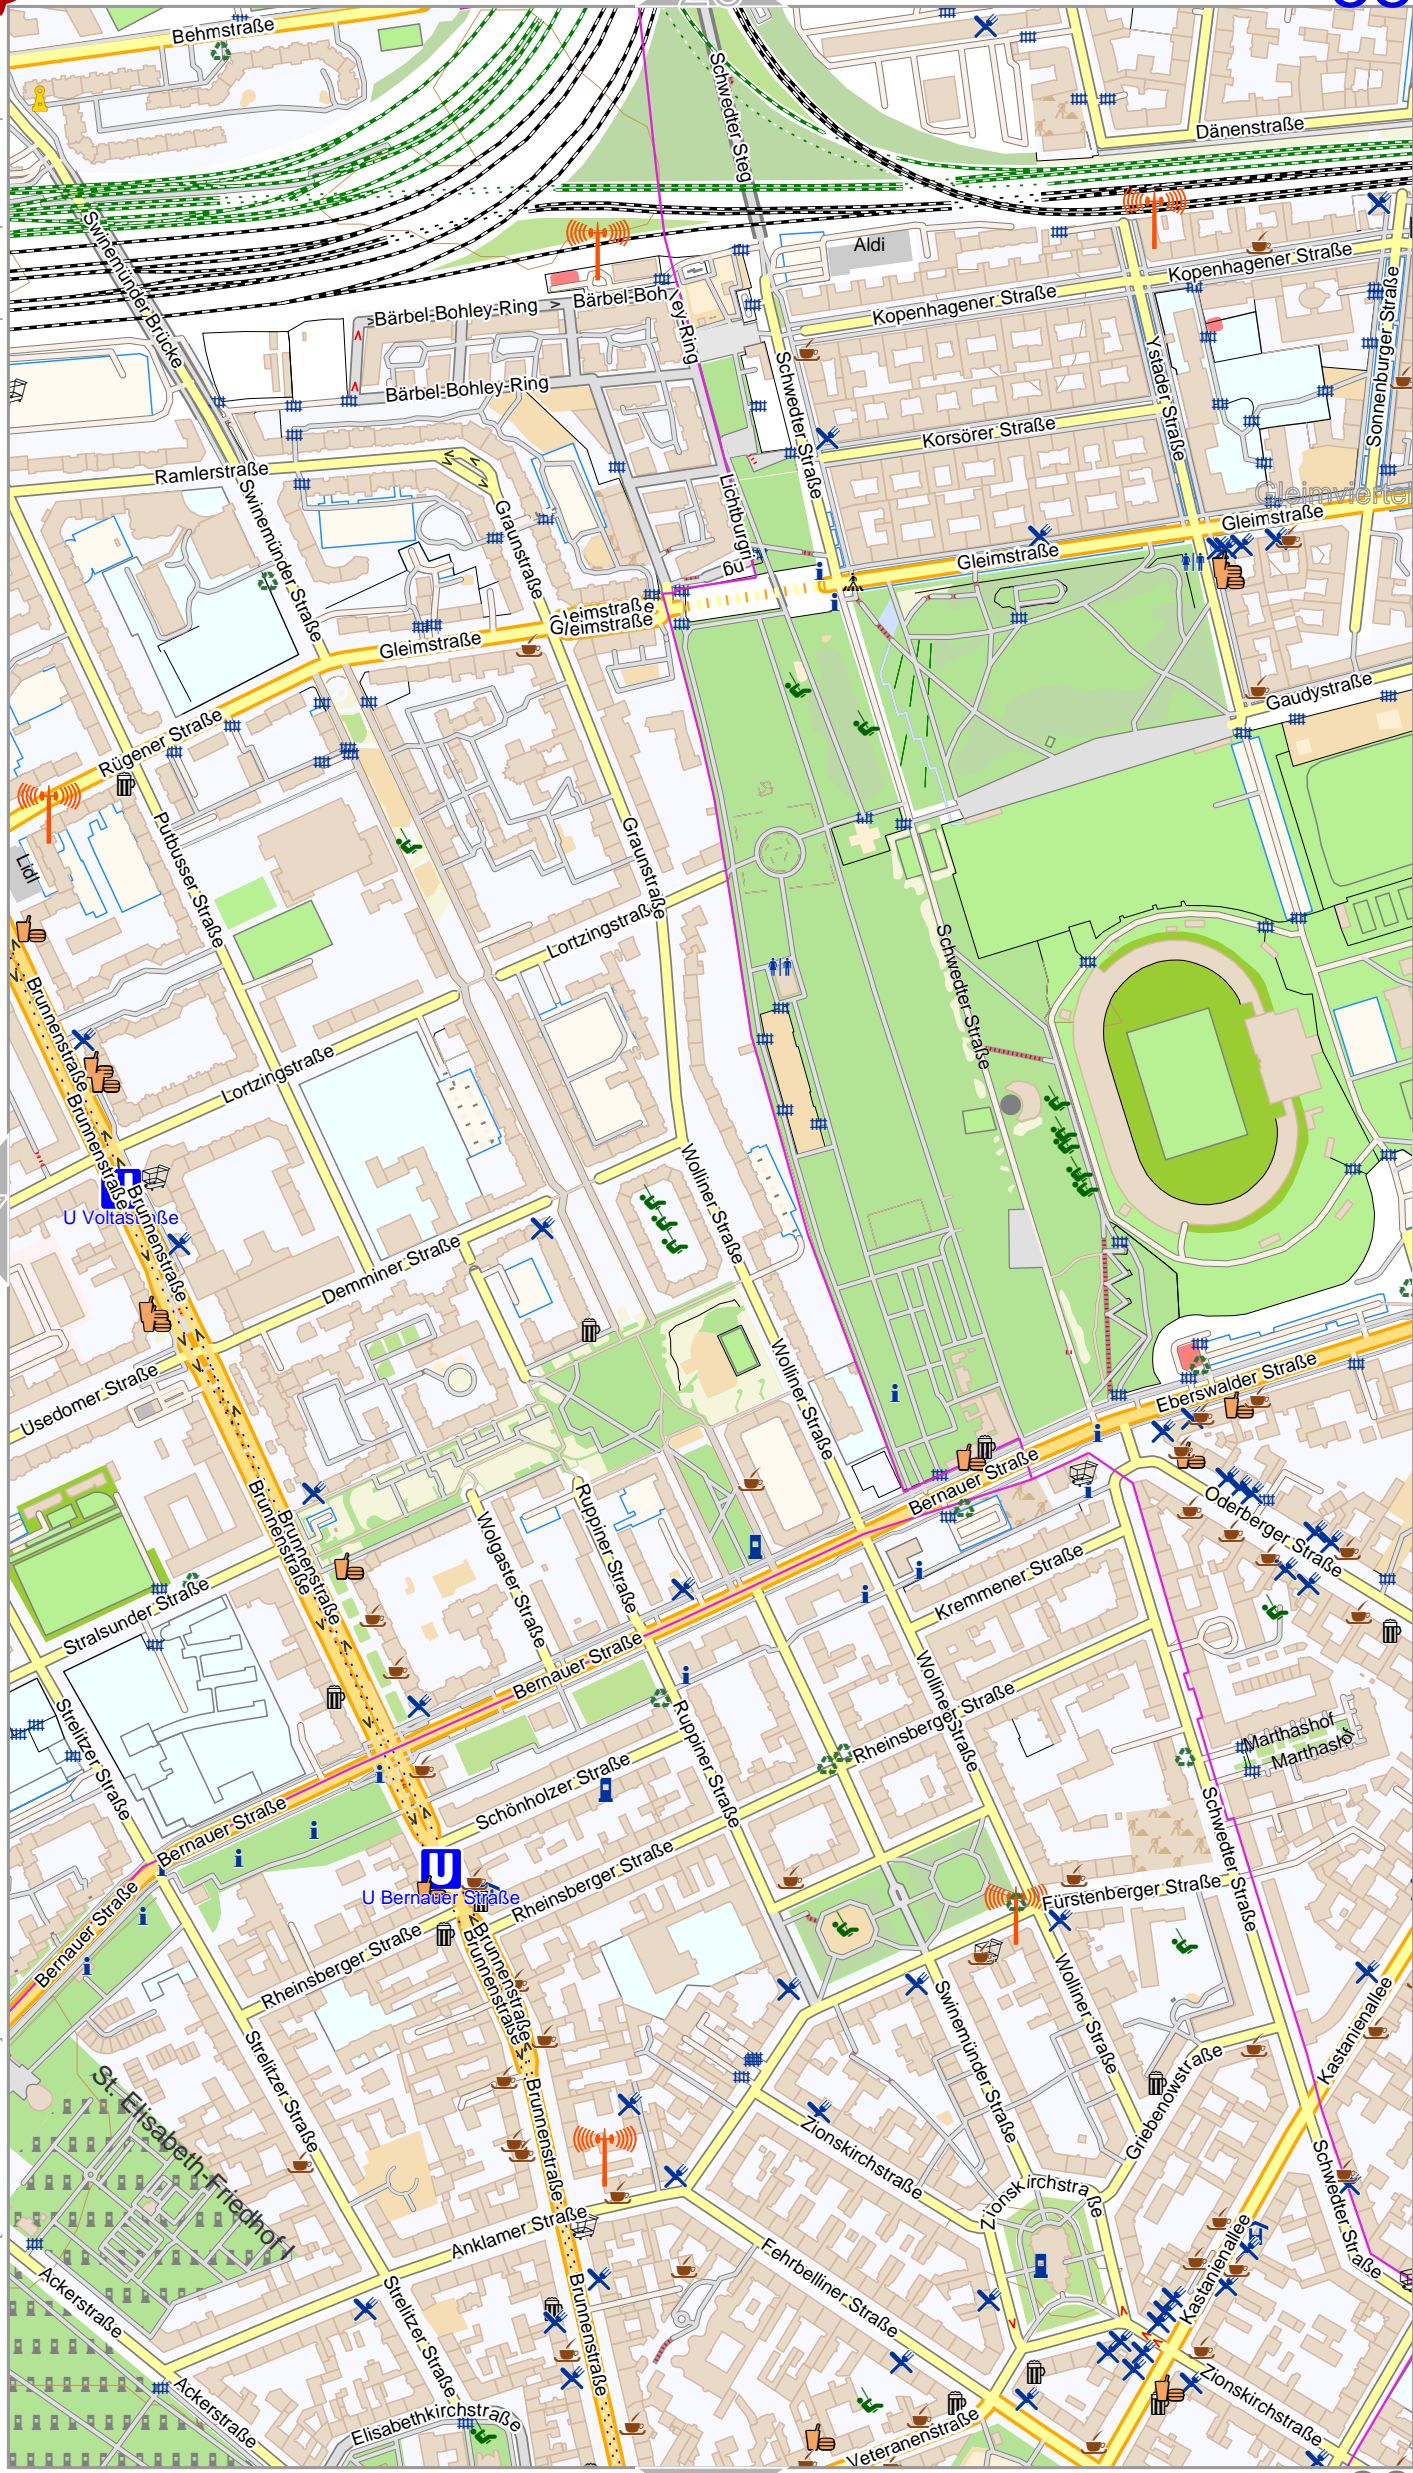 Behmstraße
Schwedter Steg
Dänenstraße
Swinemünder Brücke
Aldi
Kopenhagener Straße
Kopenhagener Straße
Bärbel-Bohley-Ring
Bärbel-Bohley-Ring
Bärbel-Bohley-Ring
Schwedter Straße
Ystader Straße
Sonnenburger Straße
Korsörer Straße
Ramlerstraße
Swinemünder Straße
Graunstraße
Lichtburgring
Gleimviertel
Gleimstraße
Gleimstraße
Gleimstraße
Gleimstraße
Gleimstraße
Gaudystraße
Rügener Straße
Lidl
Putbusser Straße
Graunstraße
Lortzingstraße
Schwedter Straße
Brunnenstraße
Lortzingstraße
Brunnenstraße
U
U Voltastraße
Brunnenstraße
Wolliner Straße
Demminer Straße
Usedomer Straße
Wolliner Straße
Eberswalder Straße
Bernauer Straße
Oderberger Straße
Brunnenstraße
Brunnenstraße
Wolgaster Straße
Ruppiner Straße
Kremmener Straße
Stralsunder Straße
Bernauer Straße
Strelitzer Straße
Ruppiner Straße
Wolliner Straße
Rheinsberger Straße
Marthashof
Marthashof
Schönholzer Straße
Bernauer Straße
Schwedter Straße
U
U Bernauer Straße
Rheinsberger Straße
Fürstenberger Straße
Bernauer Straße
Rheinsberger Straße
Brunnenstraße
Brunnenstraße
Swinemünder Straße
Wolliner Straße
Kastanienallee
Strelitzer Straße
St. Elisabeth-Friedhof I
Brunnenstraße
Zionskirchstraße
Griebenowstraße
Zionskirchstraße
Schwedter Straße
Anklamer Straße
Fehrbelliner Straße
Kastanienallee
Ackerstraße
Strelitzer Straße
Brunnenstraße
Zionskirchstraße
Ackerstraße
Elisabethkirchstraße
Veteranenstraße